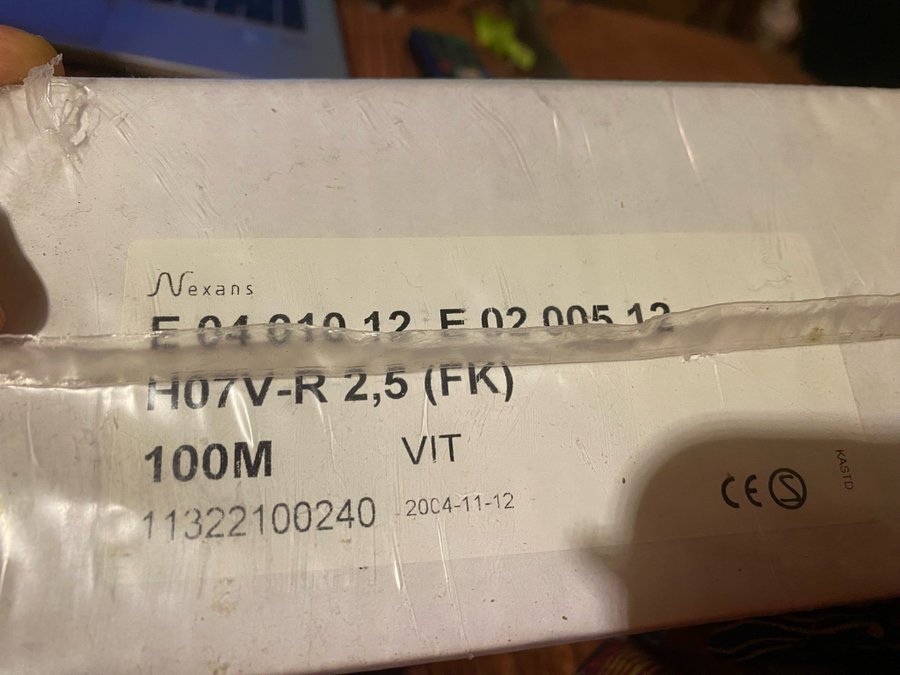 Nexans
E 04 010 12 E 02 005 12
H07V-R 2,5 (FK)
100M VIT
11322100240 2004-11-12
CE S
KASTD